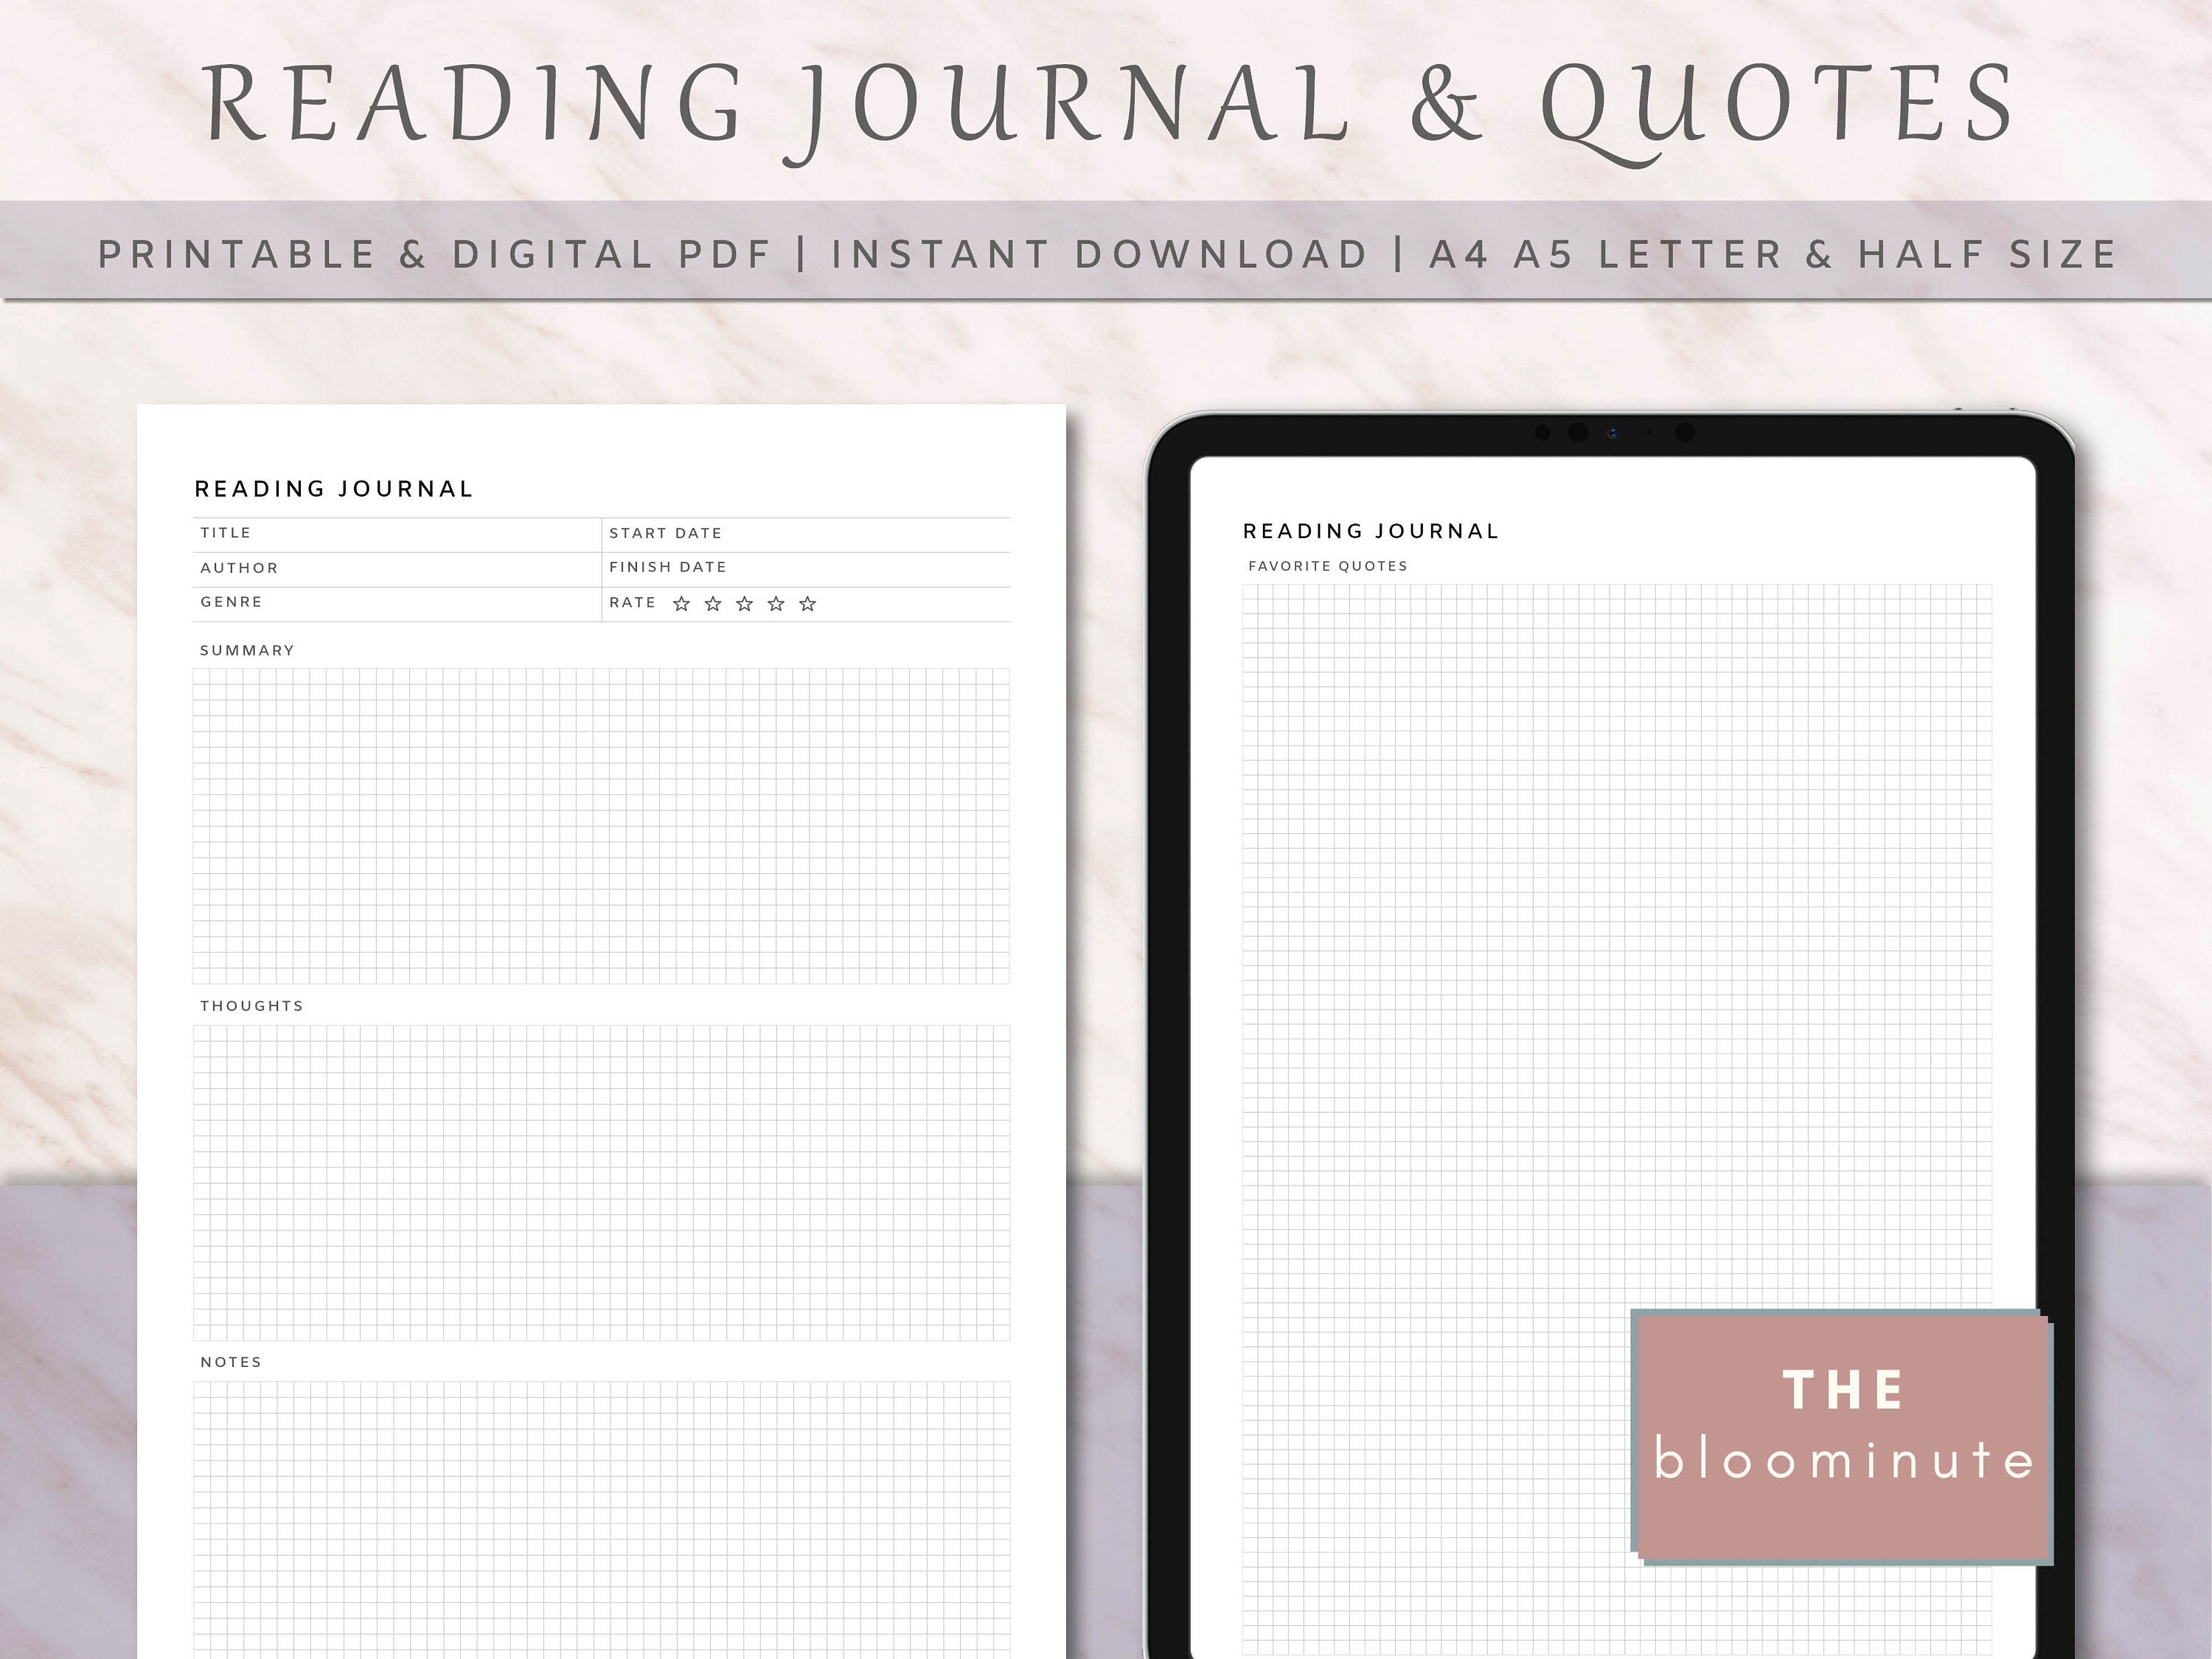 READING JOURNAL & QUOTES
PRINTABLE & DIGITAL PDF | INSTANT DOWNLOAD | A4 A5 LETTER & HALF SIZE
READING JOURNAL
TITLE
START DATE
AUTHOR
FINISH DATE
GENRE
RATE ☆ ☆ ☆ ☆ ☆
SUMMARY
THOUGHTS
NOTES
READING JOURNAL
FAVORITE QUOTES
THE
bloominute